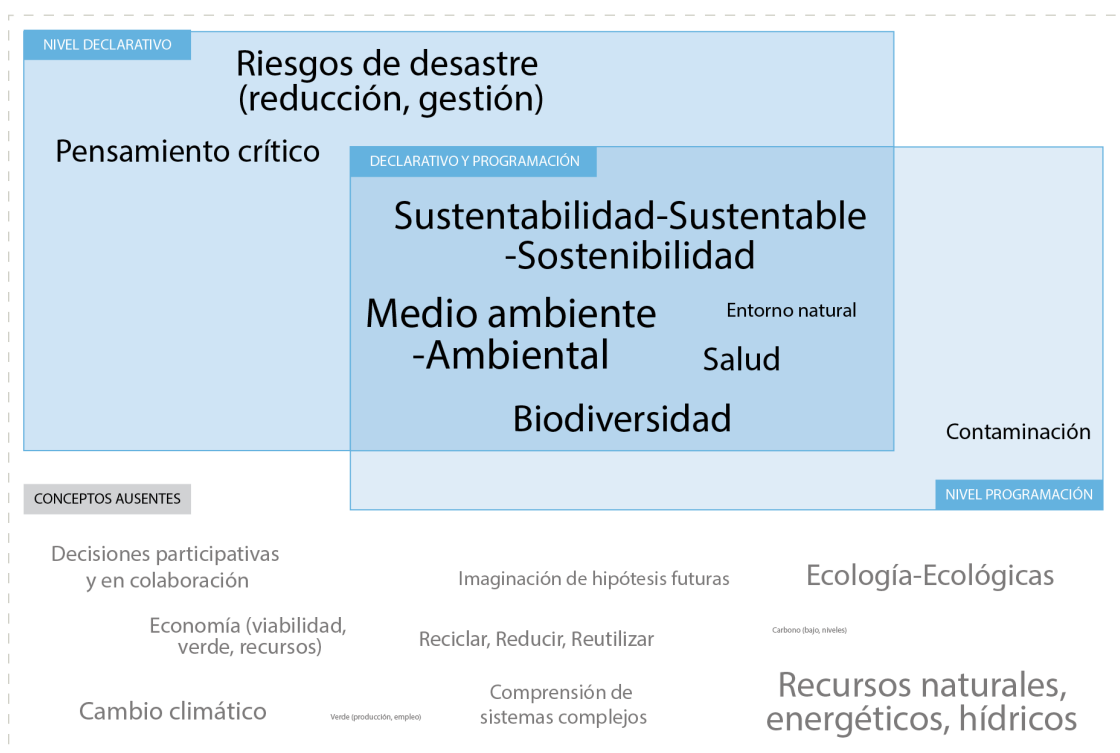 NIVEL DECLARATIVO
Riesgos de desastre
(reducción, gestión)
Pensamiento crítico
DECLARATIVO Y PROGRAMACIÓN
Sustentabilidad-Sustentable
-Sostenibilidad
Medio ambiente
-Ambiental
Entorno natural
Salud
Biodiversidad
Contaminación
NIVEL PROGRAMACIÓN
CONCEPTOS AUSENTES
Decisiones participativas
y en colaboración
Imaginación de hipótesis futuras
Ecología-Ecológicas
Economía (viabilidad,
verde, recursos)
Reciclar, Reducir, Reutilizar
Carbono (bajo, niveles)
Cambio climático
Verde (producción, empleo)
Comprensión de
sistemas complejos
Recursos naturales,
energéticos, hídricos